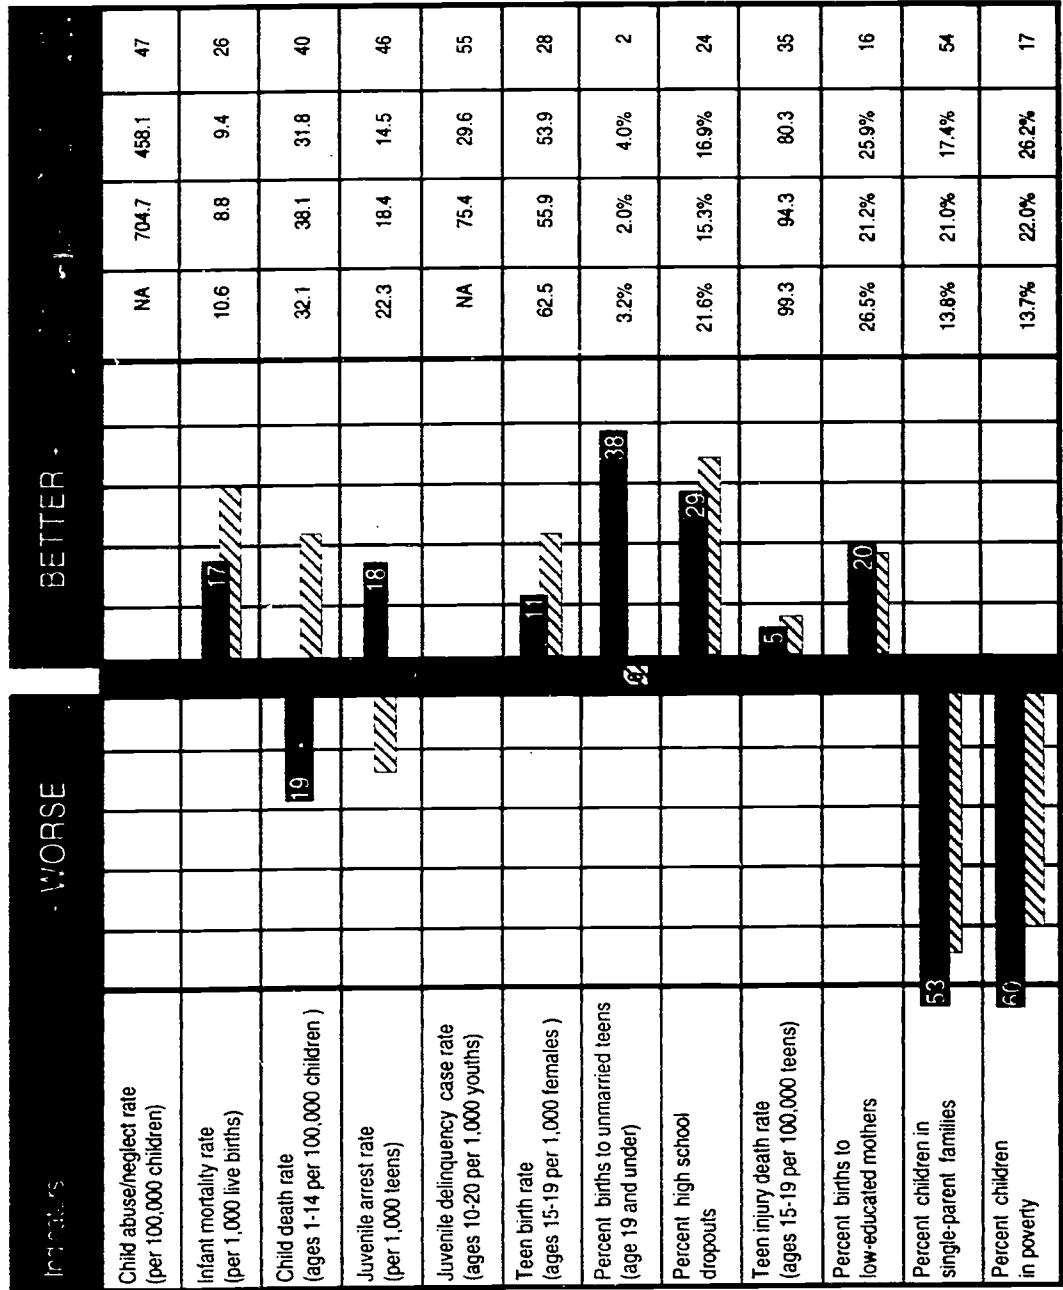 Indicators - WORSE BETTER -
Child abuse/neglect rate
(per 100,000 children) NA 704.7 458.1 47
Infant mortality rate
(per 1,000 live births) 17 10.6 8.8 9.4 26
Child death rate
(ages 1-14 per 100,000 children ) 19 32.1 38.1 31.8 40
Juvenile arrest rate
(per 1,000 teens) 18 22.3 18.4 14.5 46
Juvenile delinquency case rate
(ages 10-20 per 1,000 youths) NA 75.4 29.6 55
Teen birth rate
(ages 15-19 per 1,000 females ) 11 62.5 55.9 53.9 28
Percent births to unmarried teens
(age 19 and under) 38 3.2% 2.0% 4.0% 2
Percent high school
dropouts 29 21.6% 15.3% 16.9% 24
Teen injury death rate
(ages 15-19 per 100,000 teens) 5 99.3 94.3 80.3 35
Percent births to
low-educated mothers 20 26.5% 21.2% 25.9% 16
Percent children in
single-parent families 53 13.8% 21.0% 17.4% 54
Percent children
in poverty 60 13.7% 22.0% 26.2% 17